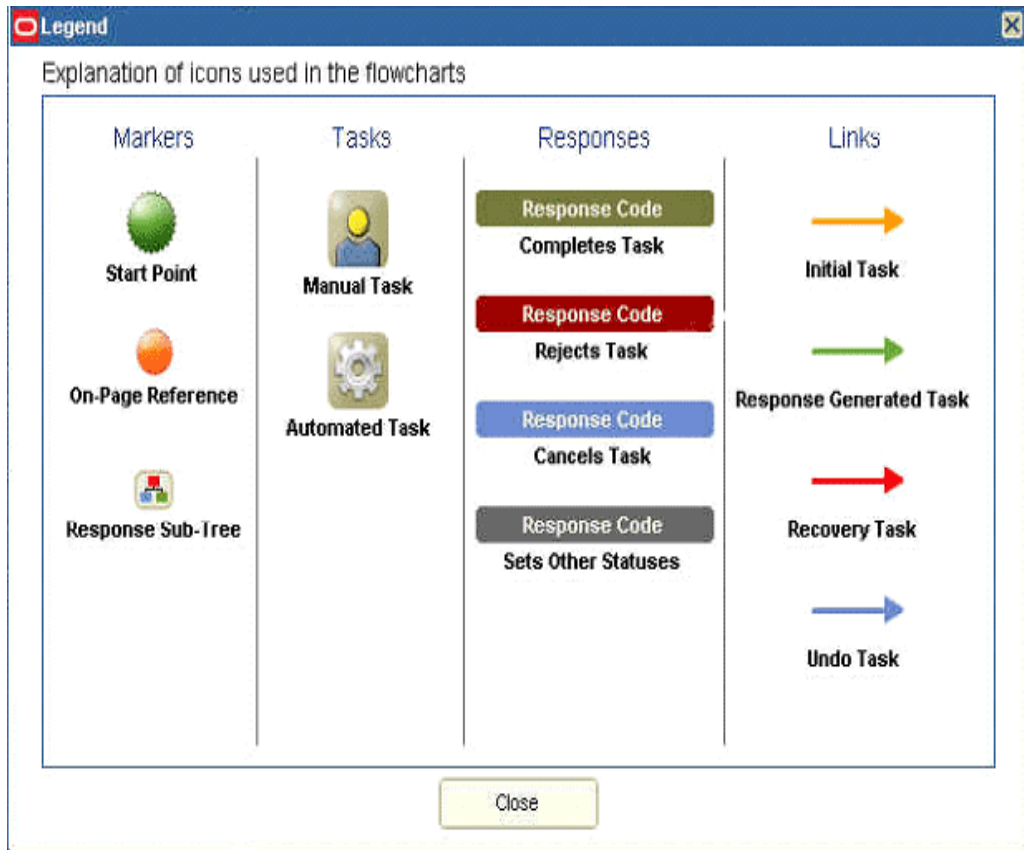 Legend
Explanation of icons used in the flowcharts
Markers
Start Point
On-Page Reference
Response Sub-Tree
Tasks
Manual Task
Automated Task
Responses
Response Code
Completes Task
Response Code
Rejects Task
Response Code
Cancels Task
Response Code
Sets Other Statuses
Links
Initial Task
Response Generated Task
Recovery Task
Undo Task
Close